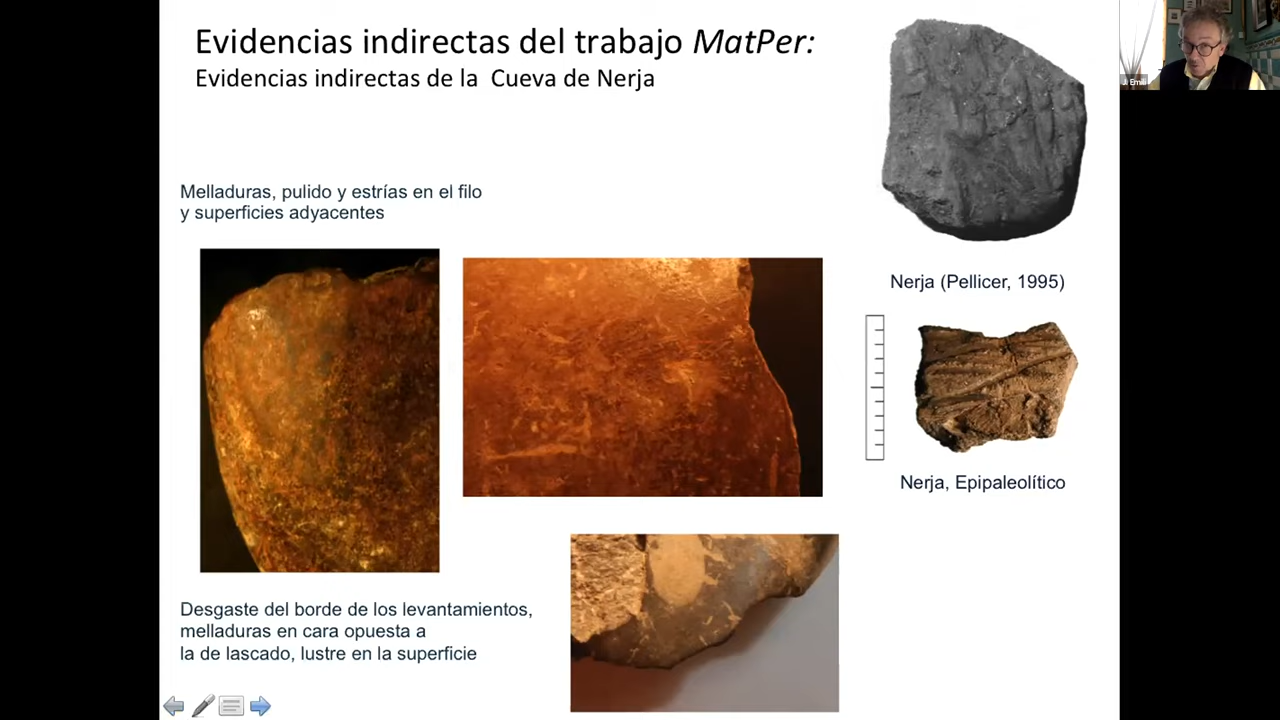 Evidencias indirectas del trabajo MatPer:
Evidencias indirectas de la Cueva de Nerja
Melladuras, pulido y estrías en el filo
y superficies adyacentes
Nerja (Pellicer, 1995)
Nerja, Epipaleolítico
Desgaste del borde de los levantamientos,
melladuras en cara opuesta a
la de lascado, lustre en la superficie